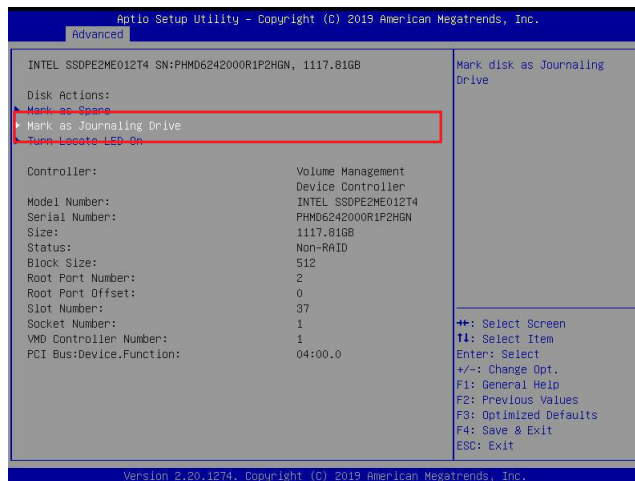 Aptio Setup Utility – Copyright (C) 2019 American Megatrends, Inc.
Advanced
INTEL SSDPE2ME012T4 SN:PHMD6242000R1P2HGN, 1117.81GB
Disk Actions:
Mark as Spare
Mark as Journaling Drive
Turn Locate LED On
Controller: Volume Management
Device Controller
Model Number: INTEL SSDPE2ME012T4
Serial Number: PHMD6242000R1P2HGN
Size: 1117.81GB
Status: Non-RAID
Block Size: 512
Root Port Number: 2
Root Port Offset: 0
Slot Number: 37
Socket Number: 1
VMD Controller Number: 1
PCI Bus:Device.Function: 04:00.0
Mark disk as Journaling
Drive
→←: Select Screen
↑↓: Select Item
Enter: Select
+/-: Change Opt.
F1: General Help
F2: Previous Values
F3: Optimized Defaults
F4: Save & Exit
ESC: Exit
Version 2.20.1274. Copyright (C) 2019 American Megatrends, Inc.